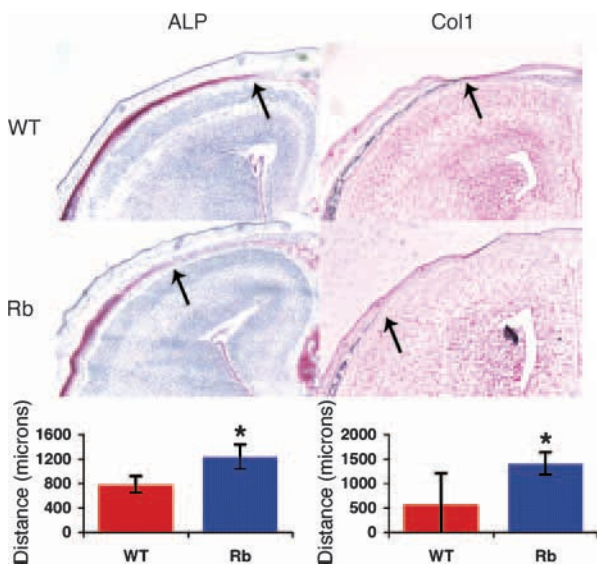 ALP Col1
WT
Rb
Distance (microns)
1600
1200
800
400
0
*
WT Rb
Distance (microns)
2000
1500
1000
500
0
*
WT Rb